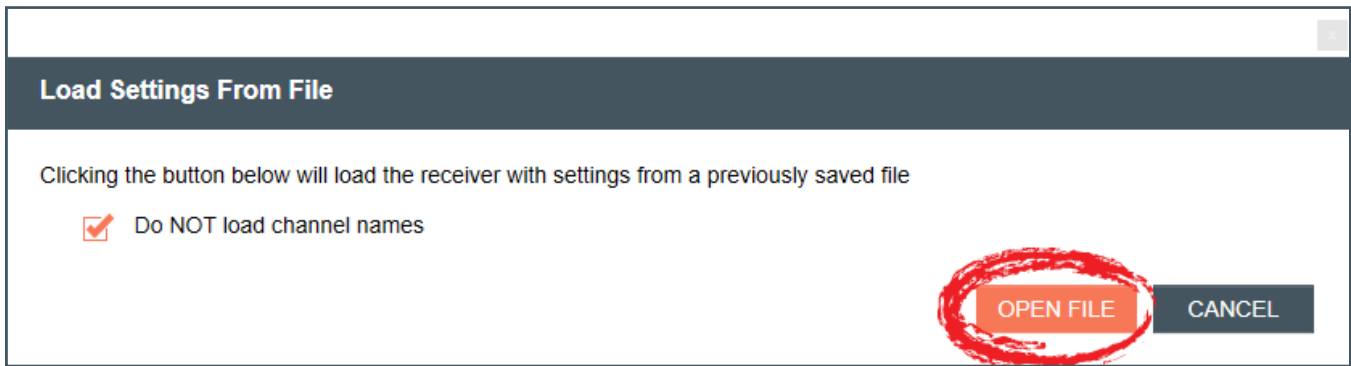 x
Load Settings From File
Clicking the button below will load the receiver with settings from a previously saved file
Do NOT load channel names
OPEN FILE
CANCEL